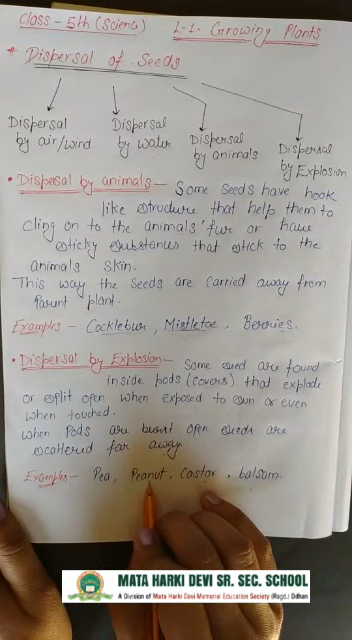 Class - 5th (Science) L-1. Growing Plants
* Dispersal of Seeds
Dispersal by air/wind
Dispersal by water
Dispersal by animals
Dispersal by Explosion
• Dispersal by animals - Some seeds have hook
like structure that help them to
cling on to the animals' fur or have
sticky substances that stick to the
animals skin.
This way the seeds are carried away from
Parent plant.
Examples - Cocklebur, Mistletoe, Berries.
• Dispersal by Explosion - Some seed are found
inside pods (covers) that explode
or split open when exposed to sun or even
when touched.
When Pods are burst open seeds are
scattered far away.
Examples - Pea, Peanut, Castor, balsam.
MATA HARKI DEVI SR. SEC. SCHOOL
A Division of Mata Harki Devi Memorial Education Society (Regd.) Odhan